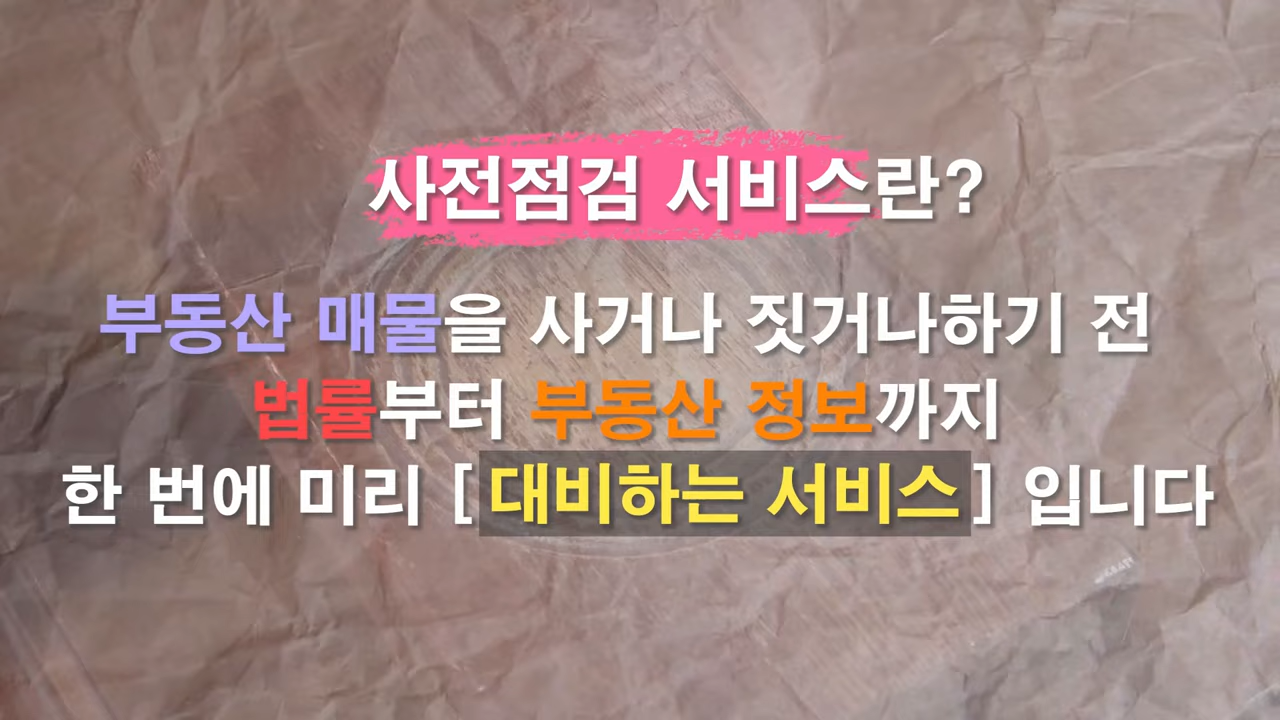 사전점검 서비스란?
부동산 매물을 사거나 짓거나하기 전
법률부터 부동산 정보까지
한 번에 미리 [대비하는 서비스] 입니다